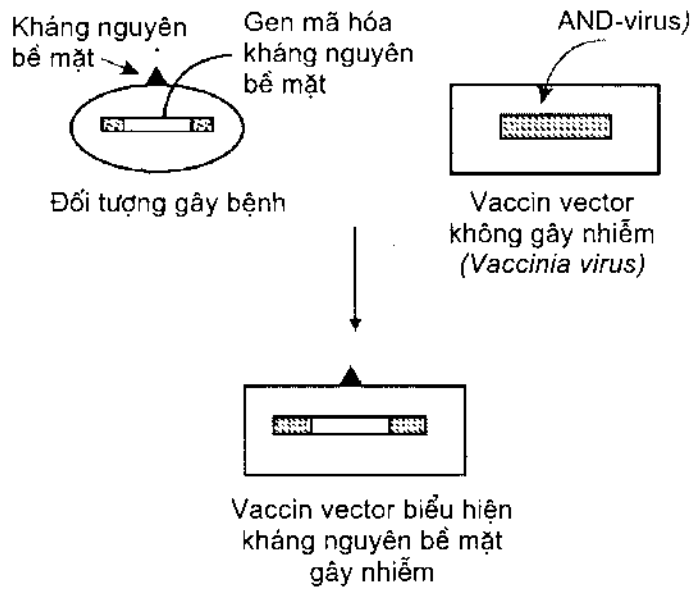 Kháng nguyên
bề mặt
Gen mã hóa
kháng nguyên
bề mặt
AND-virus)
Đối tượng gây bệnh
Vaccin vector
không gây nhiễm
(Vaccinia virus)
Vaccin vector biểu hiện
kháng nguyên bề mặt
gây nhiễm